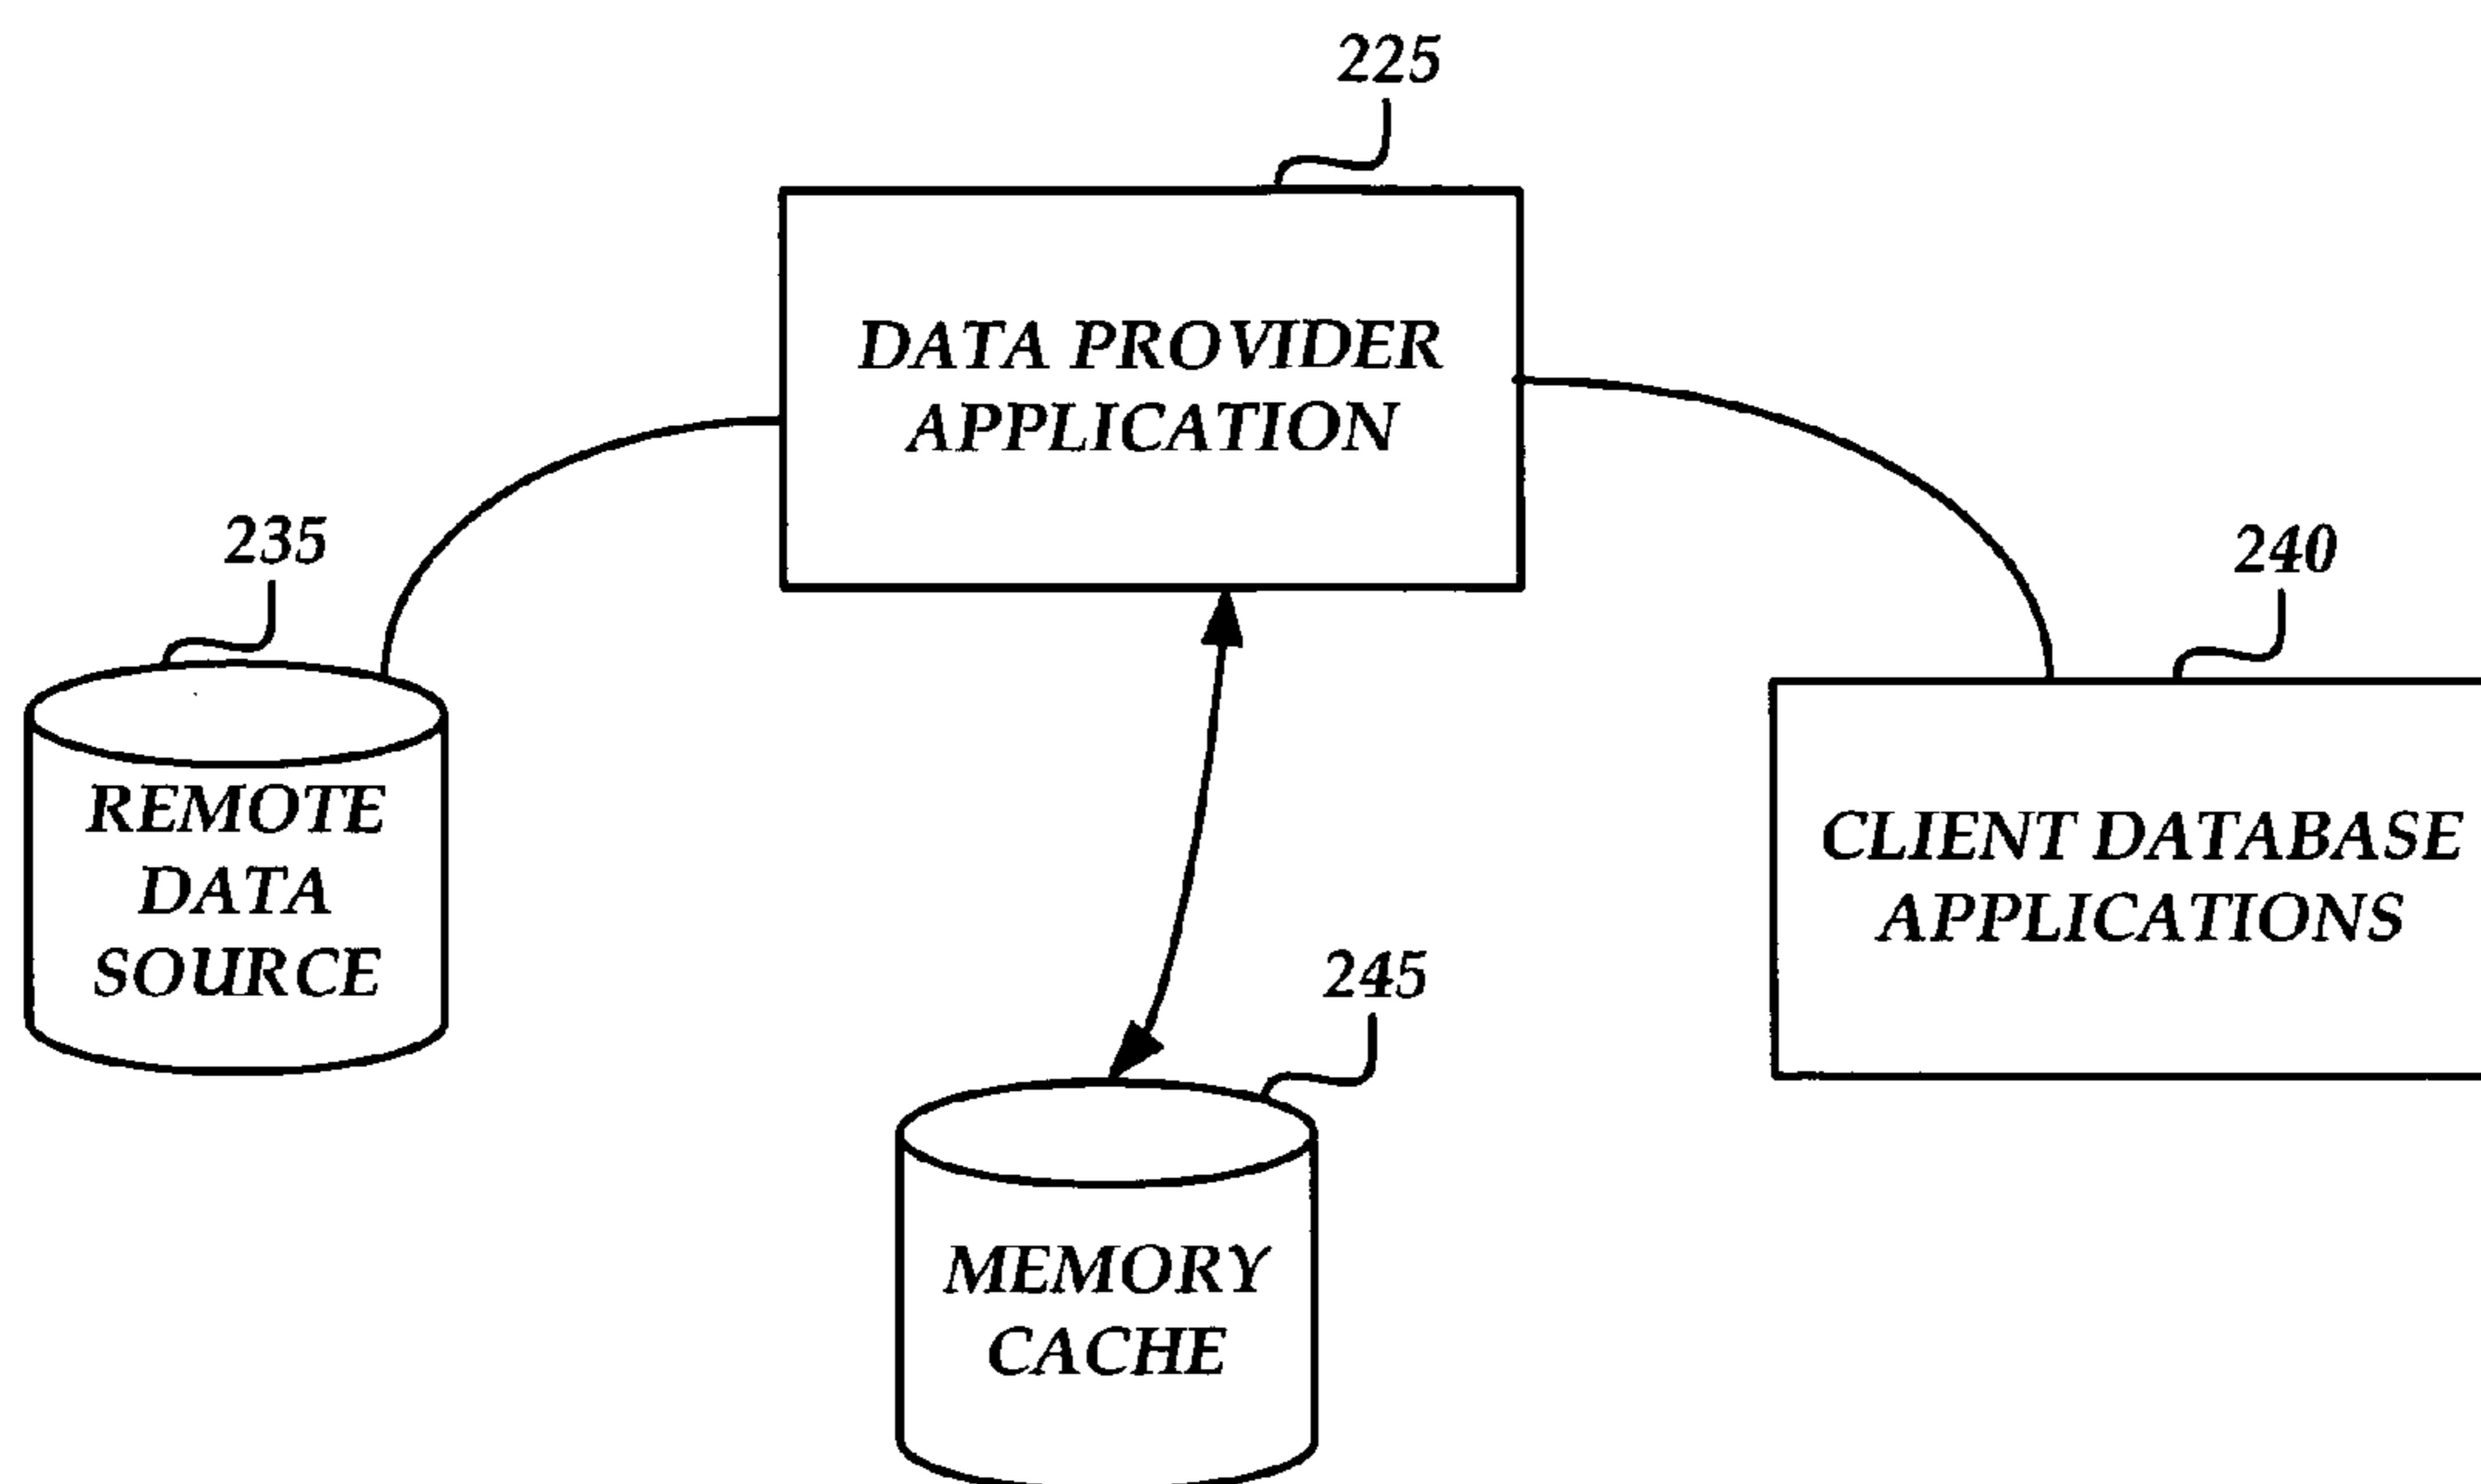 225
DATA PROVIDER
APPLICATION
235
REMOTE
DATA
SOURCE
240
CLIENT DATABASE
APPLICATIONS
245
MEMORY
CACHE